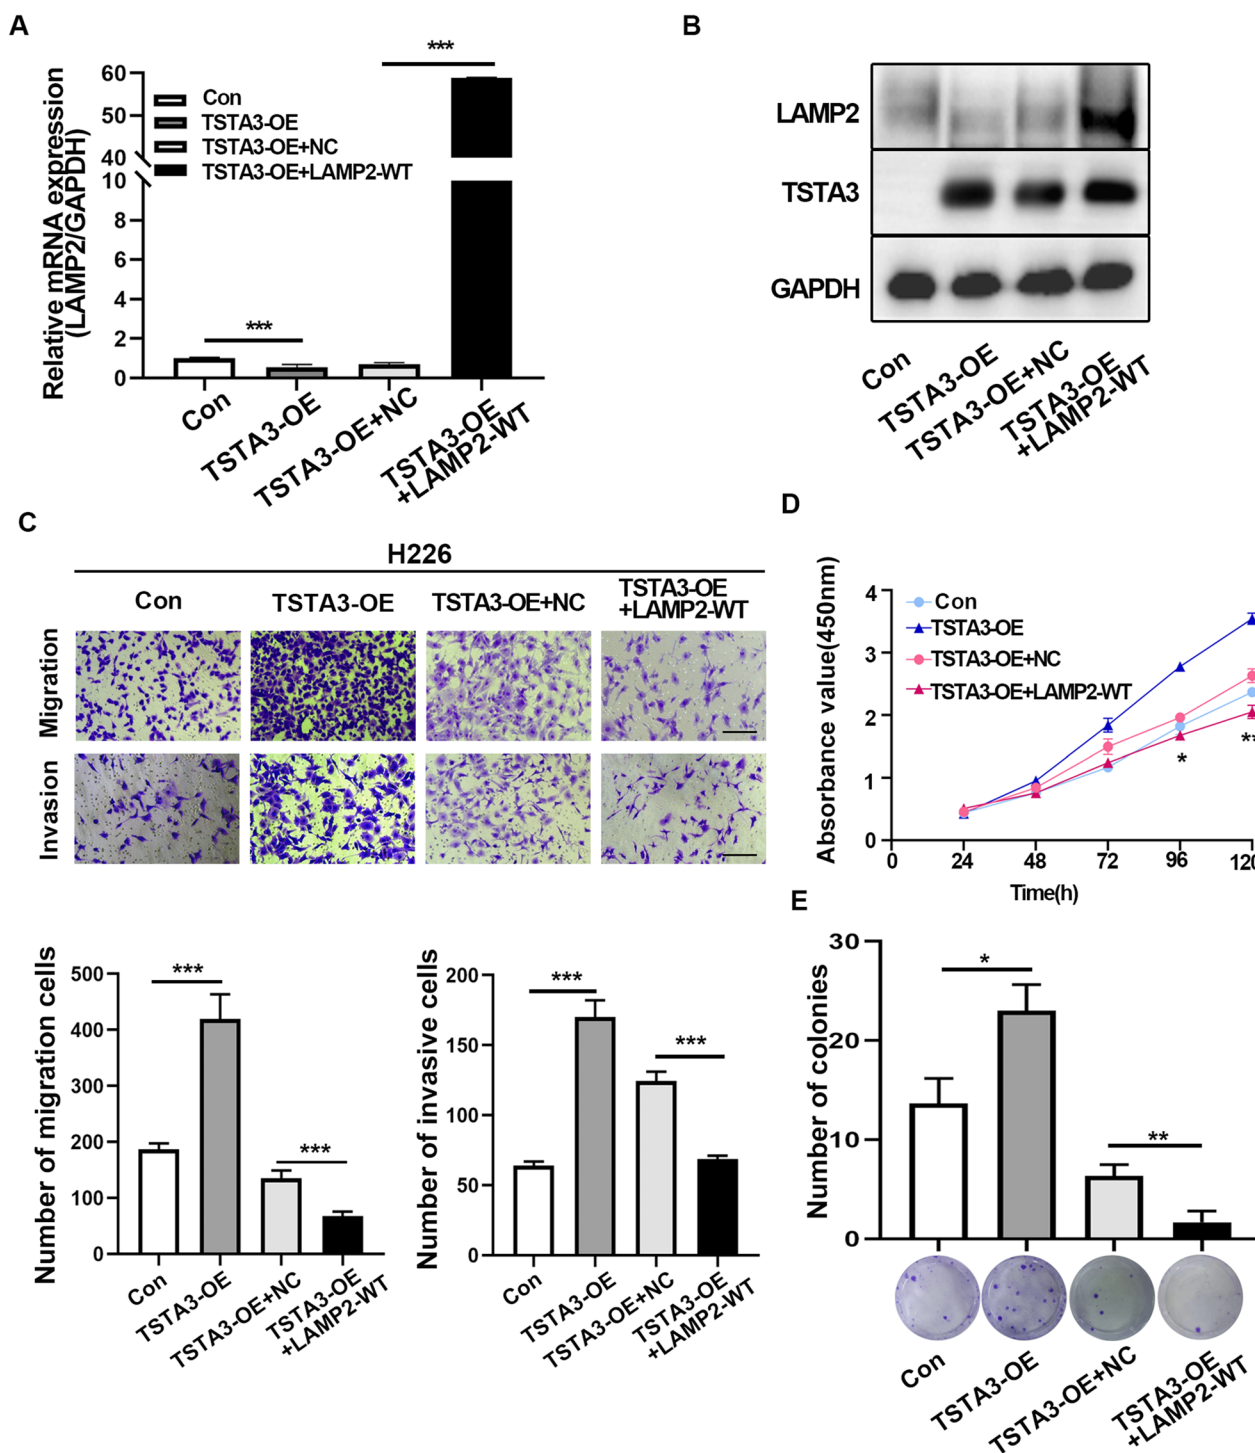 A
Relative mRNA expression
(LAMP2/GAPDH)
60
50
40
10
8
6
4
2
0
Con
TSTA3-OE
TSTA3-OE+NC
TSTA3-OE+LAMP2-WT
***
***
Con
TSTA3-OE
TSTA3-OE+NC
TSTA3-OE
+LAMP2-WT
B
LAMP2
TSTA3
GAPDH
Con
TSTA3-OE
TSTA3-OE+NC
TSTA3-OE
+LAMP2-WT
C
H226
Con
TSTA3-OE
TSTA3-OE+NC
TSTA3-OE
+LAMP2-WT
Migration
Invasion
Number of migration cells
500
400
300
200
100
0
***
***
Con
TSTA3-OE
TSTA3-OE+NC
TSTA3-OE
+LAMP2-WT
Number of invasive cells
200
150
100
50
0
***
***
Con
TSTA3-OE
TSTA3-OE+NC
TSTA3-OE
+LAMP2-WT
D
Absorbance value(450nm)
4
3
2
1
0
Con
TSTA3-OE
TSTA3-OE+NC
TSTA3-OE+LAMP2-WT
*
**
0
24
48
72
96
120
Time(h)
E
Number of colonies
30
20
10
0
*
**
Con
TSTA3-OE
TSTA3-OE+NC
TSTA3-OE
+LAMP2-WT